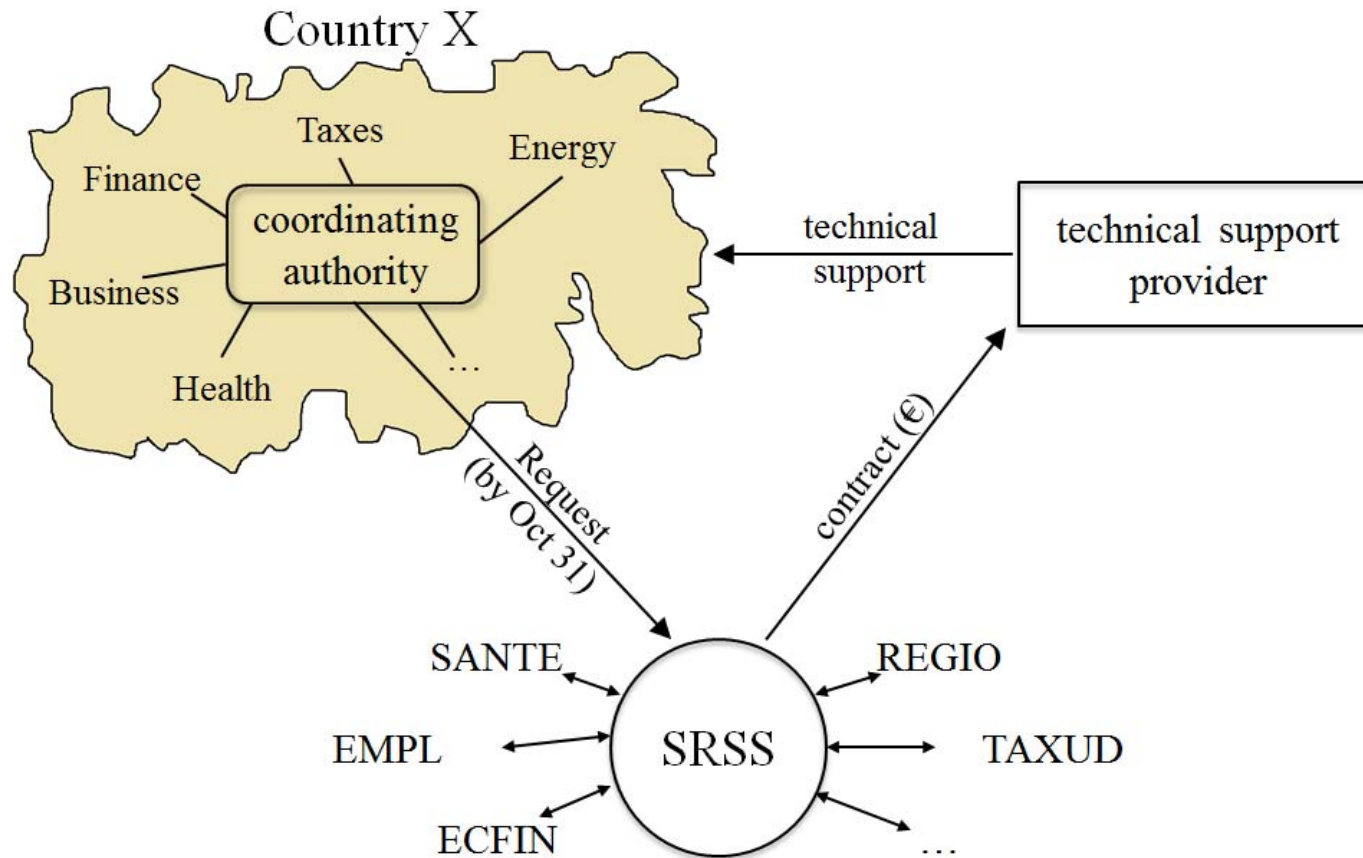 Country X
Taxes
Energy
Finance
coordinating
authority
Business
Health
...
technical
support
technical support
provider
Request
(by Oct 31)
contract (€)
SANTE
REGIO
EMPL
SRSS
TAXUD
ECFIN
...